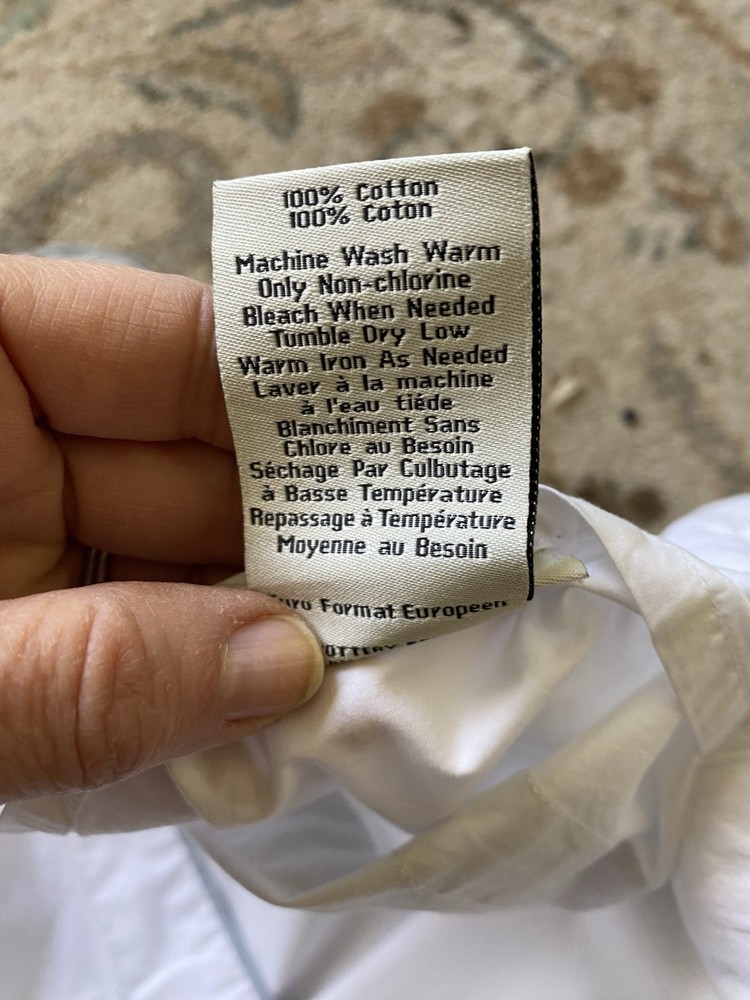 100% Cotton
100% Coton
Machine Wash Warm
Only Non-chlorine
Bleach When Needed
Tumble Dry Low
Warm Iron As Needed
Laver à la machine
à l'eau tiéde
Blanchiment Sans
Chlore au Besoin
Séchage Par Culbutage
à Basse Température
Repassage à Température
Moyenne au Besoin
Format Europeen